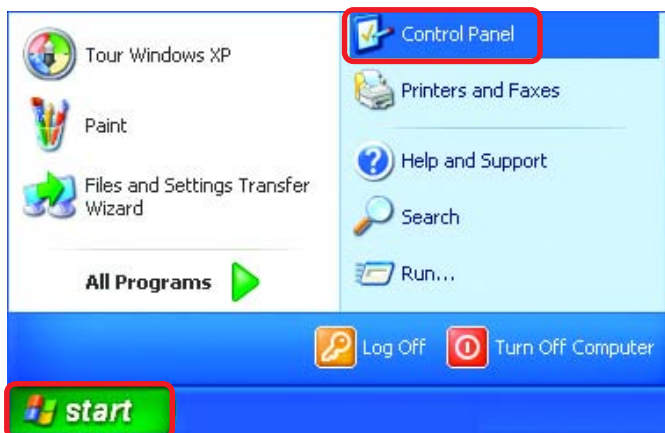 Tour Windows XP
Paint
Files and Settings Transfer
Wizard
All Programs
Control Panel
Printers and Faxes
Help and Support
Search
Run...
Log Off
Turn Off Computer
start